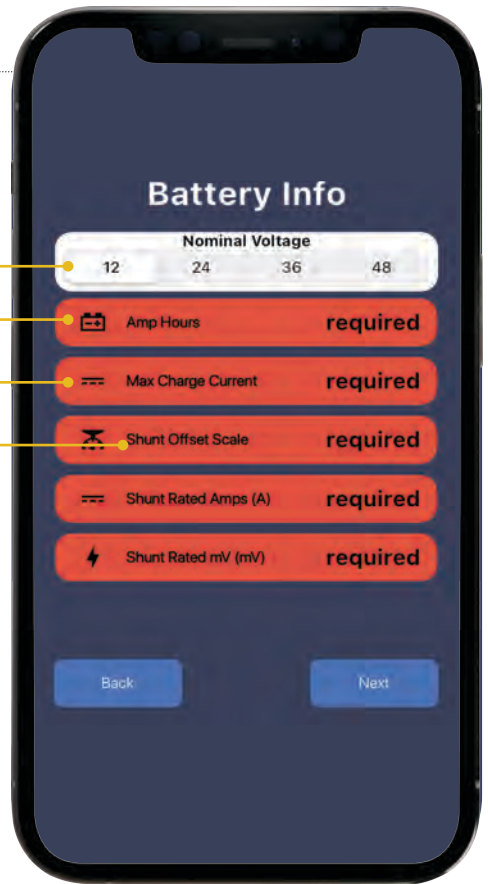 Battery Info
Nominal Voltage
12 24 36 48
Amp Hours required
Max Charge Current required
Shunt Offset Scale required
Shunt Rated Amps (A) required
Shunt Rated mV (mV) required
Back Next